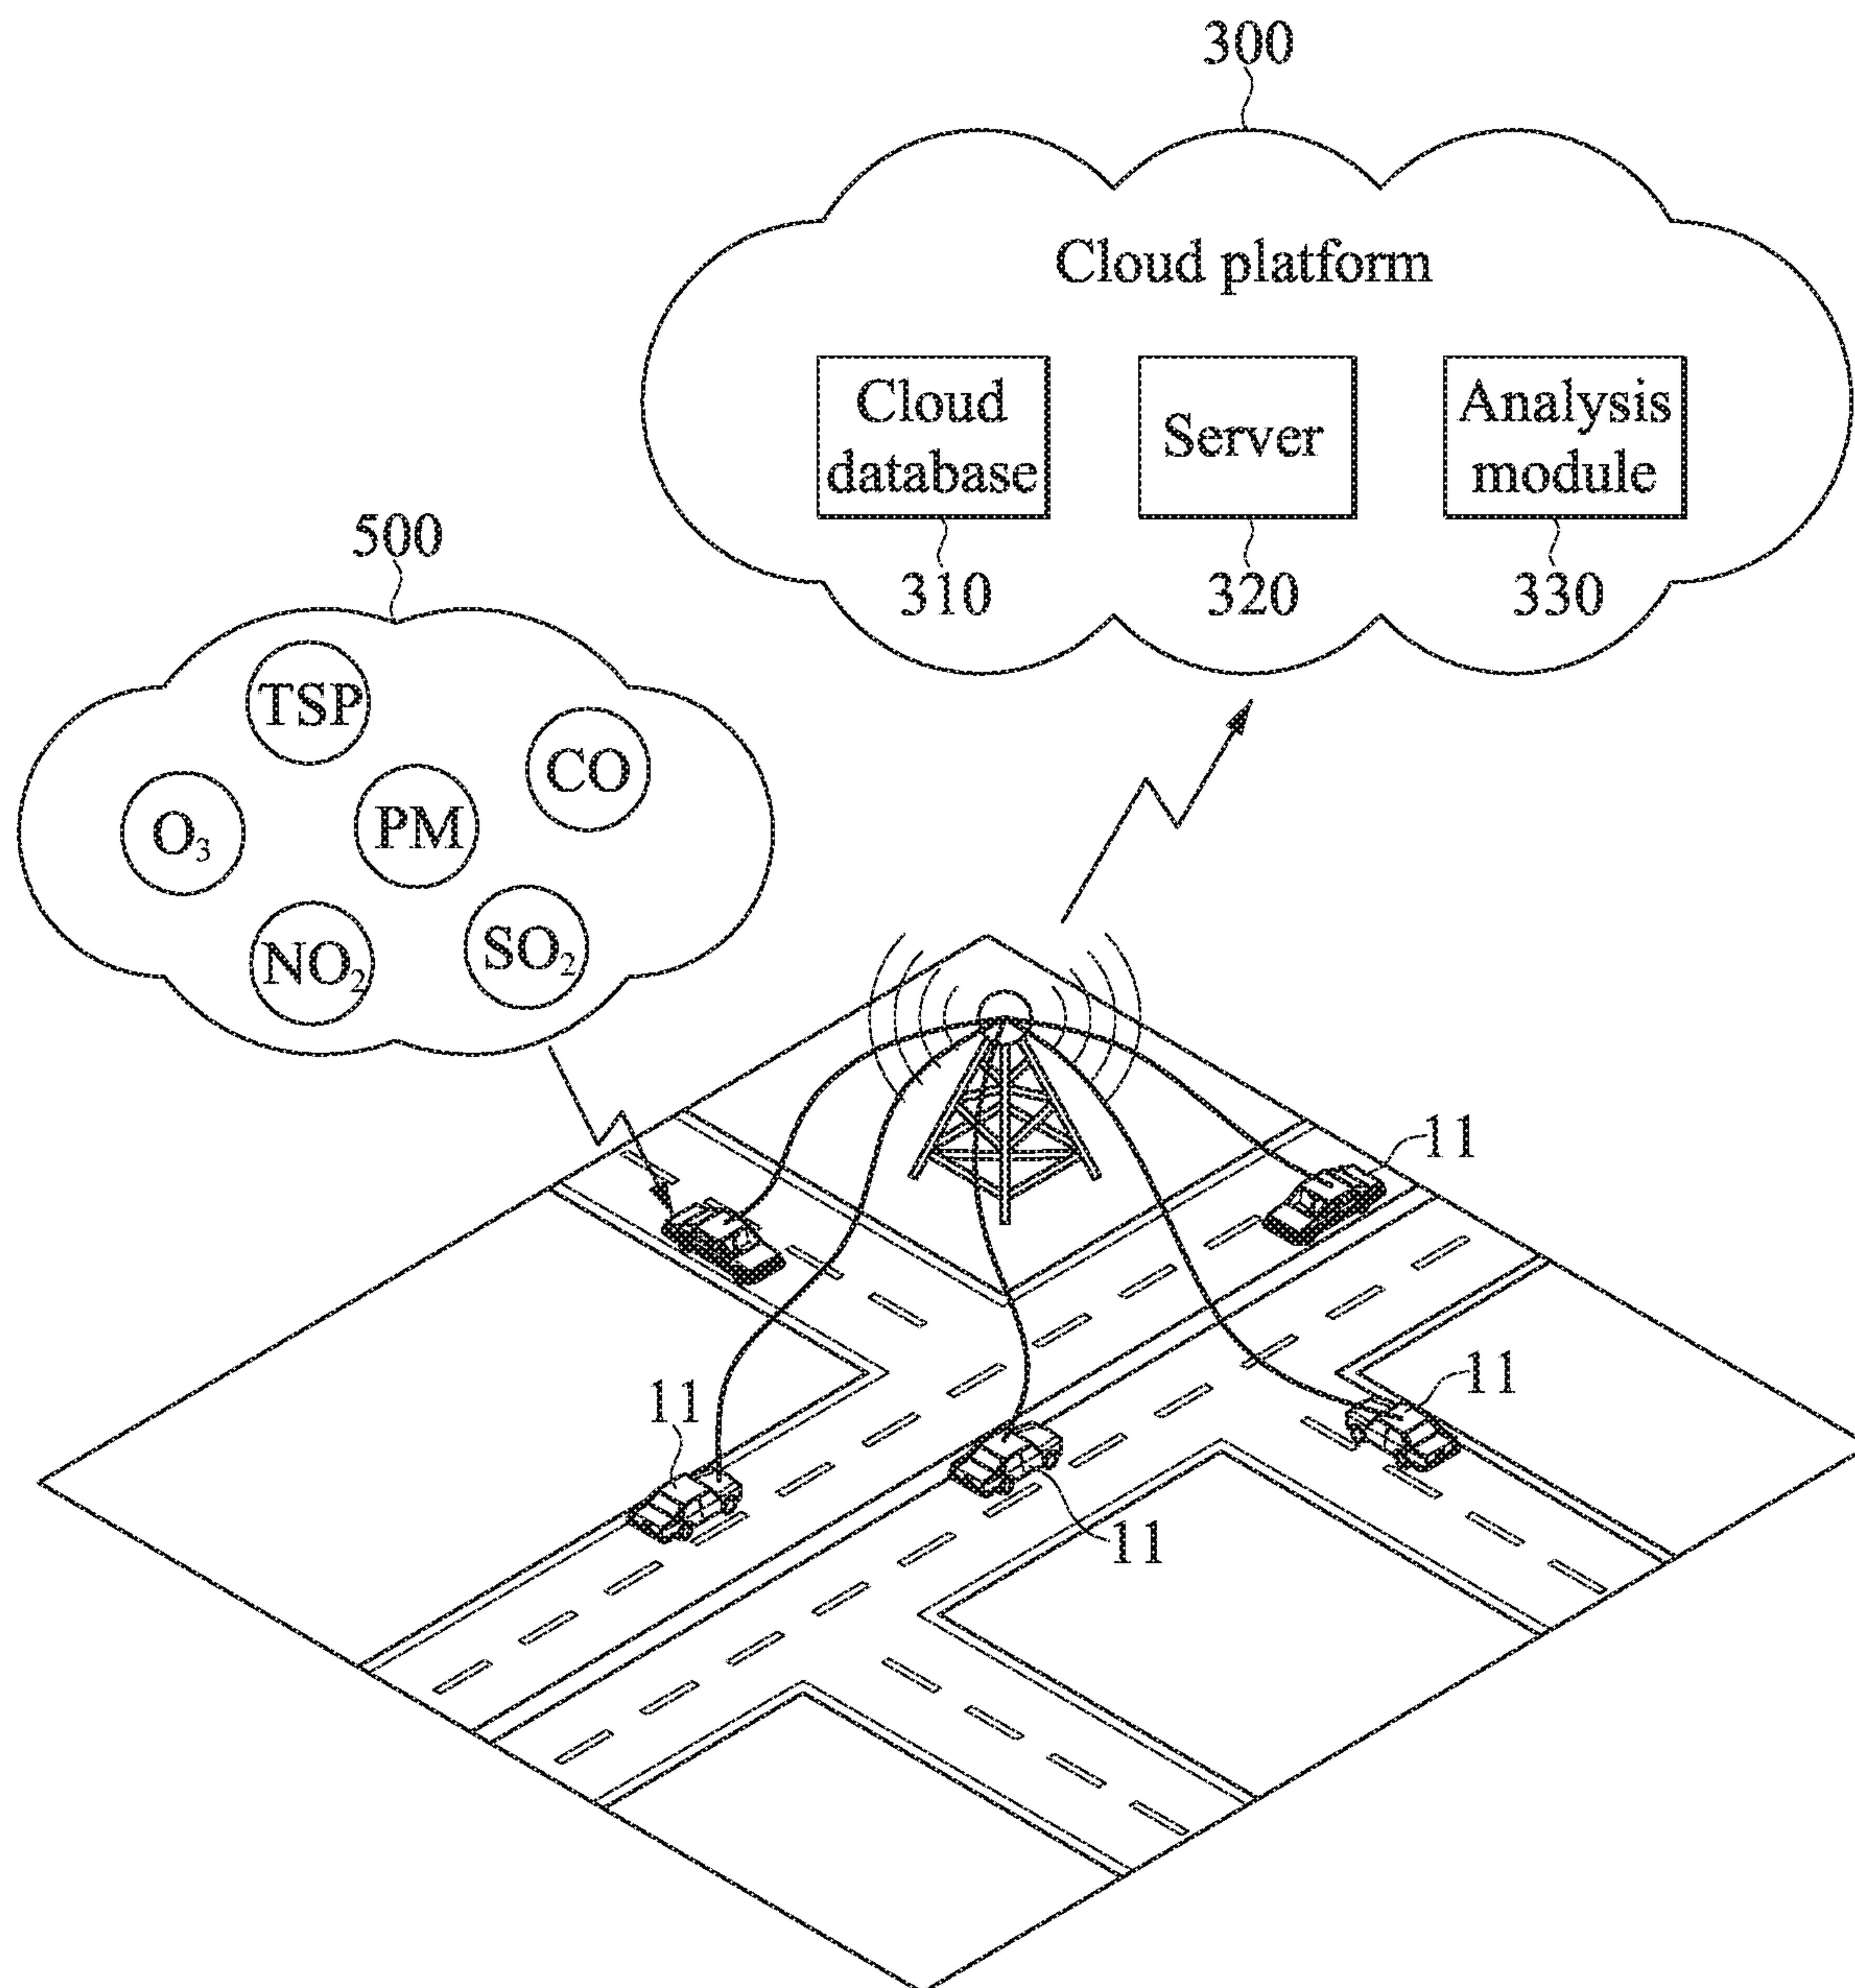 300
Cloud platform
Cloud
database
Server
Analysis
module
310
320
330
500
TSP
CO
O₃
PM
NO₂
SO₂
11
11
11
11